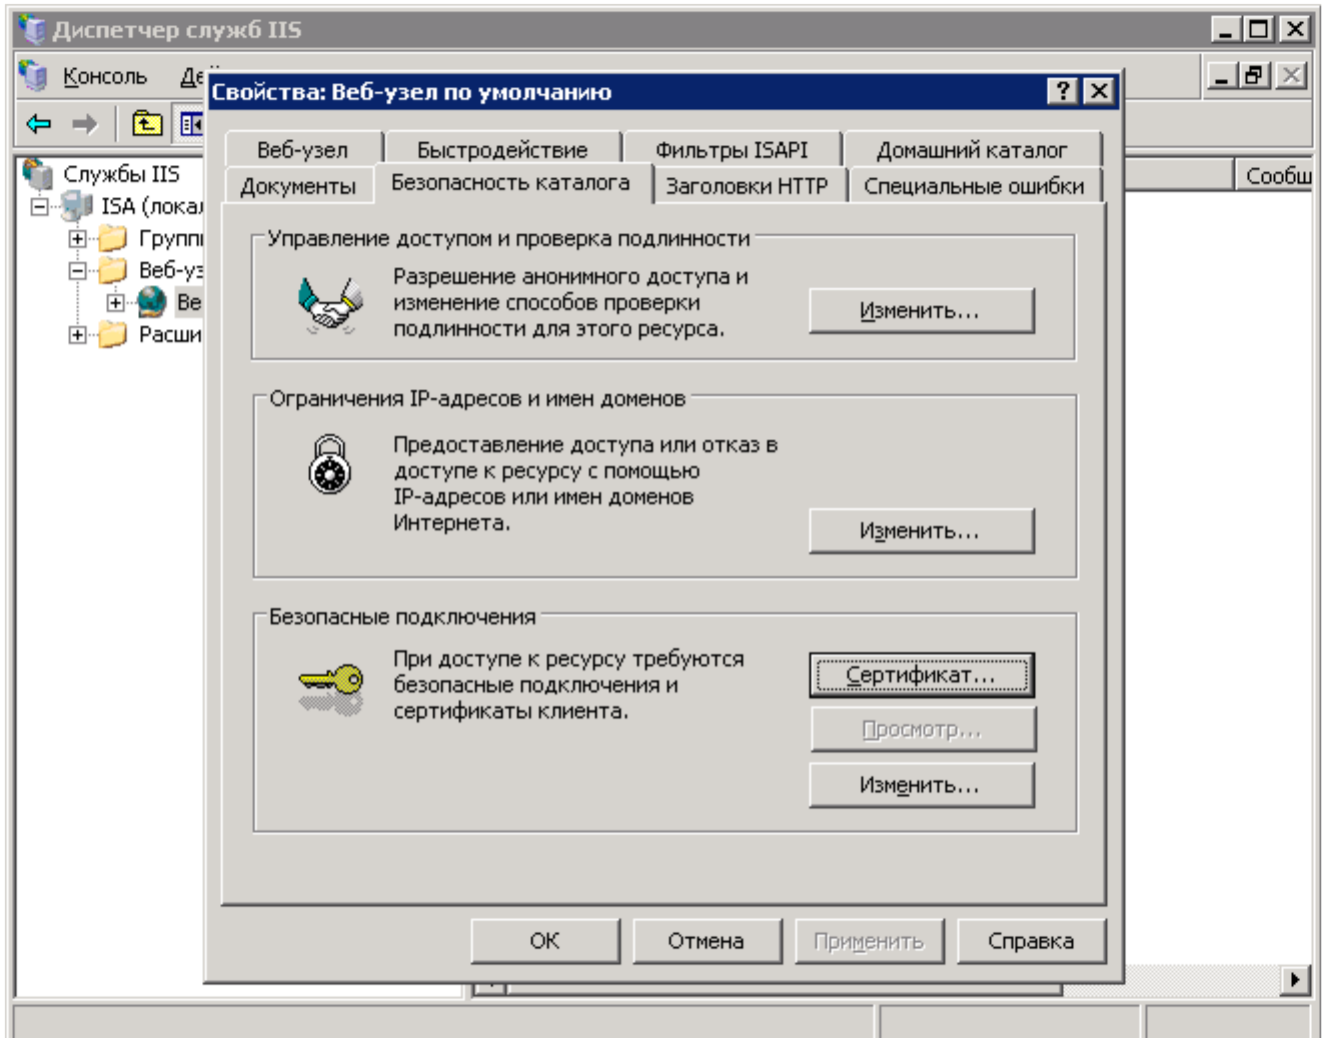 Диспетчер служб IIS
Консоль
Свойства: Веб-узел по умолчанию
Веб-узел Быстродействие Фильтры ISAPI Домашний каталог
Документы Безопасность каталога Заголовки HTTP Специальные ошибки
Службы IIS
ISA
Управление доступом и проверка подлинности
Разрешение анонимного доступа и
изменение способов проверки
подлинности для этого ресурса.
Изменить...
Ограничения IP-адресов и имен доменов
Предоставление доступа или отказ в
доступе к ресурсу с помощью
IP-адресов или имен доменов
Интернета.
Изменить...
Безопасные подключения
При доступе к ресурсу требуются
безопасные подключения и
сертификаты клиента.
Сертификат...
Просмотр...
Изменить...
OK Отмена Применить Справка